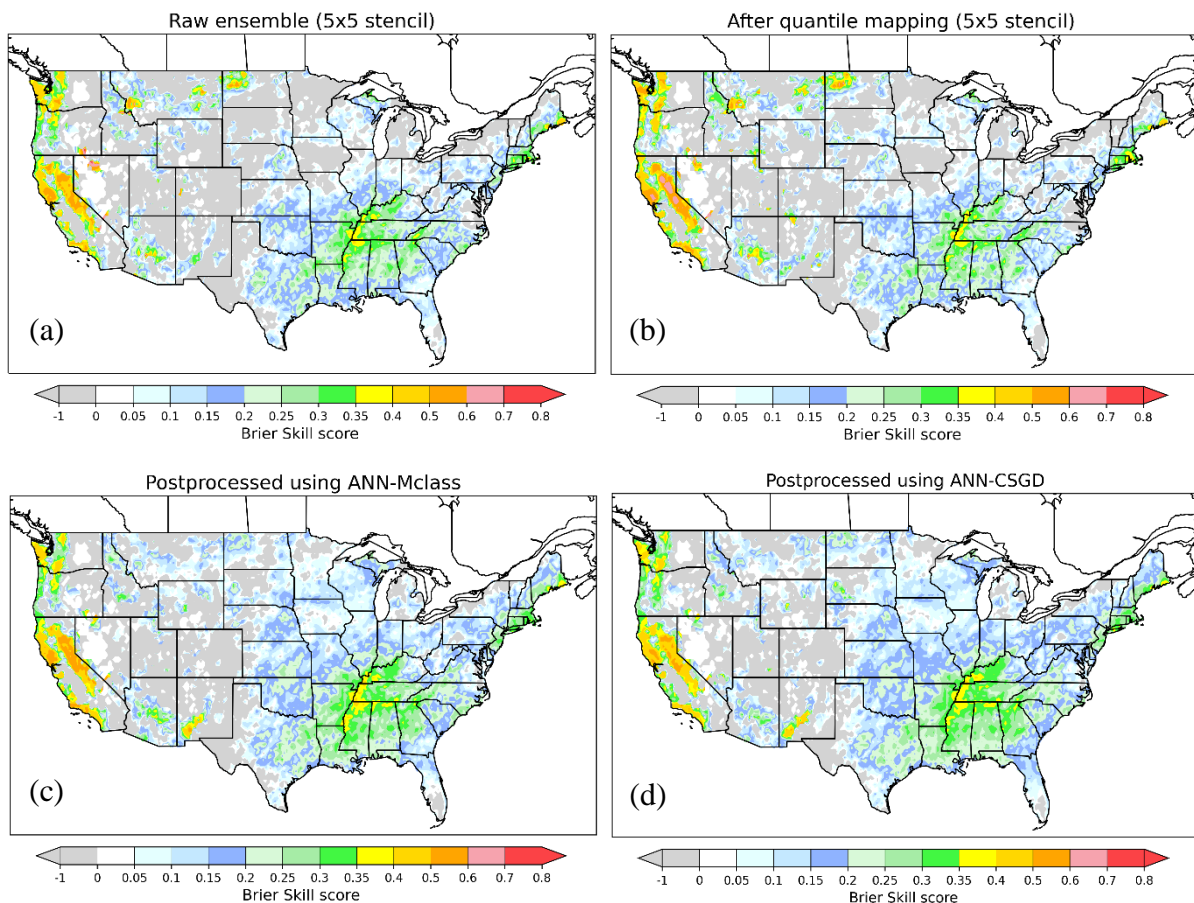 Raw ensemble (5x5 stencil)
After quantile mapping (5x5 stencil)
(a)
(b)
-1 0 0.05 0.1 0.15 0.2 0.25 0.3 0.35 0.4 0.5 0.6 0.7 0.8
Brier Skill score
-1 0 0.05 0.1 0.15 0.2 0.25 0.3 0.35 0.4 0.5 0.6 0.7 0.8
Brier Skill score
Postprocessed using ANN-Mclass
Postprocessed using ANN-CSGD
(c)
(d)
-1 0 0.05 0.1 0.15 0.2 0.25 0.3 0.35 0.4 0.5 0.6 0.7 0.8
Brier Skill score
-1 0 0.05 0.1 0.15 0.2 0.25 0.3 0.35 0.4 0.5 0.6 0.7 0.8
Brier Skill score